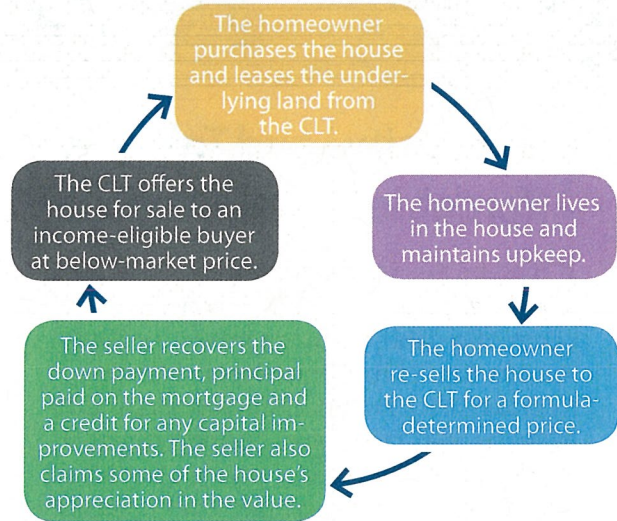 The homeowner
purchases the house
and leases the under-
lying land from
the CLT.
The homeowner lives
in the house and
maintains upkeep.
The homeowner
re-sells the house to
the CLT for a formula-
determined price.
The seller recovers the
down payment, principal
paid on the mortgage and
a credit for any capital im-
provements. The seller also
claims some of the house's
appreciation in the value.
The CLT offers the
house for sale to an
income-eligible buyer
at below-market price.